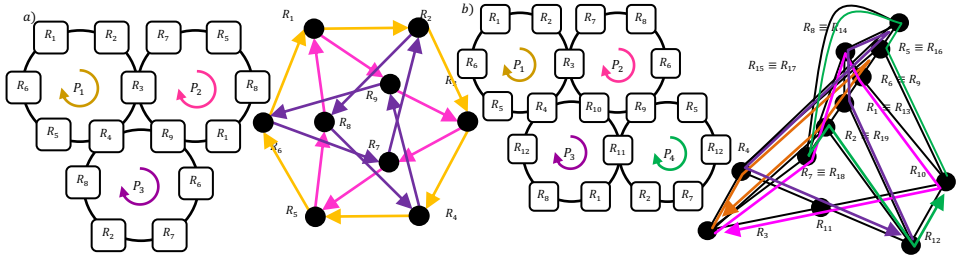 a)
R₁ R₂ R₇ R₅
R₆ P₁ R₃ P₂ R₈
R₅ R₄ R₉ R₁
R₈ P₃ R₆
R₂ R₇
R₁ R₂
R₉
R₈
R₆ R₇
R₅ R₄
b)
R₁ R₂ R₇ R₈
R₆ P₁ R₃ P₂ R₆
R₅ R₄ R₁₀ R₉ R₅
R₁₂ P₃ R₁₁ P₄ R₁₂
R₈ R₁ R₂ R₇
R₈ ≡ R₁₄
R₅ ≡ R₁₆
R₁₅ ≡ R₁₇
R₆ ≡ R₉
R₁ ≡ R₁₃
R₂ ≡ R₁₉
R₄
R₇ ≡ R₁₈
R₁₀
R₃ R₁₁ R₁₂